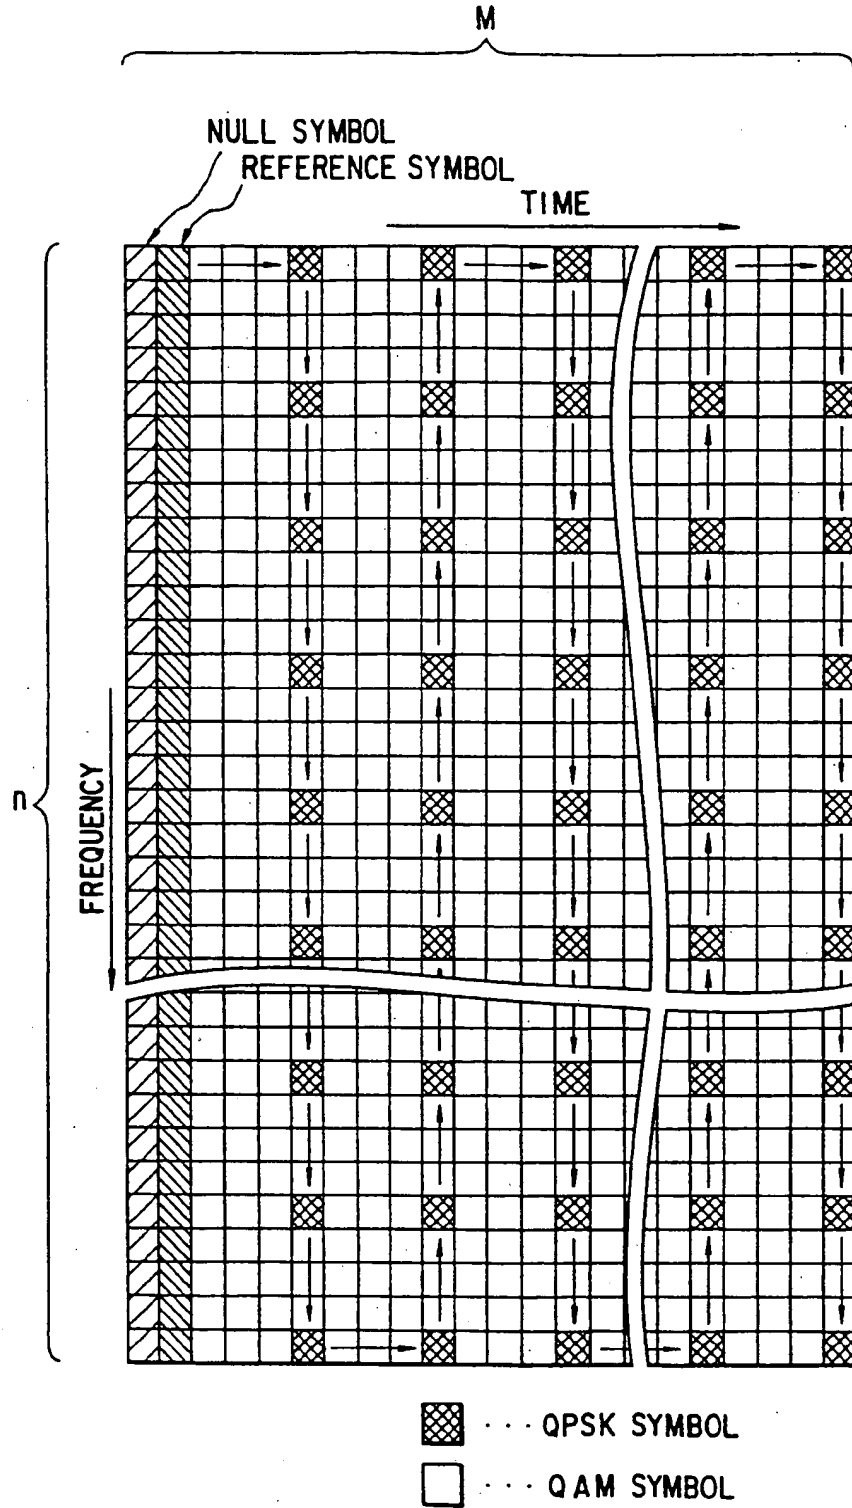 M
NULL SYMBOL
REFERENCE SYMBOL
TIME
n
FREQUENCY
··· QPSK SYMBOL
··· QAM SYMBOL